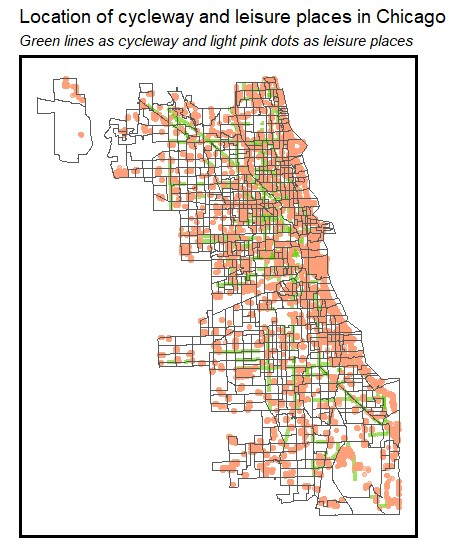 Location of cycleway and leisure places in Chicago
Green lines as cycleway and light pink dots as leisure places